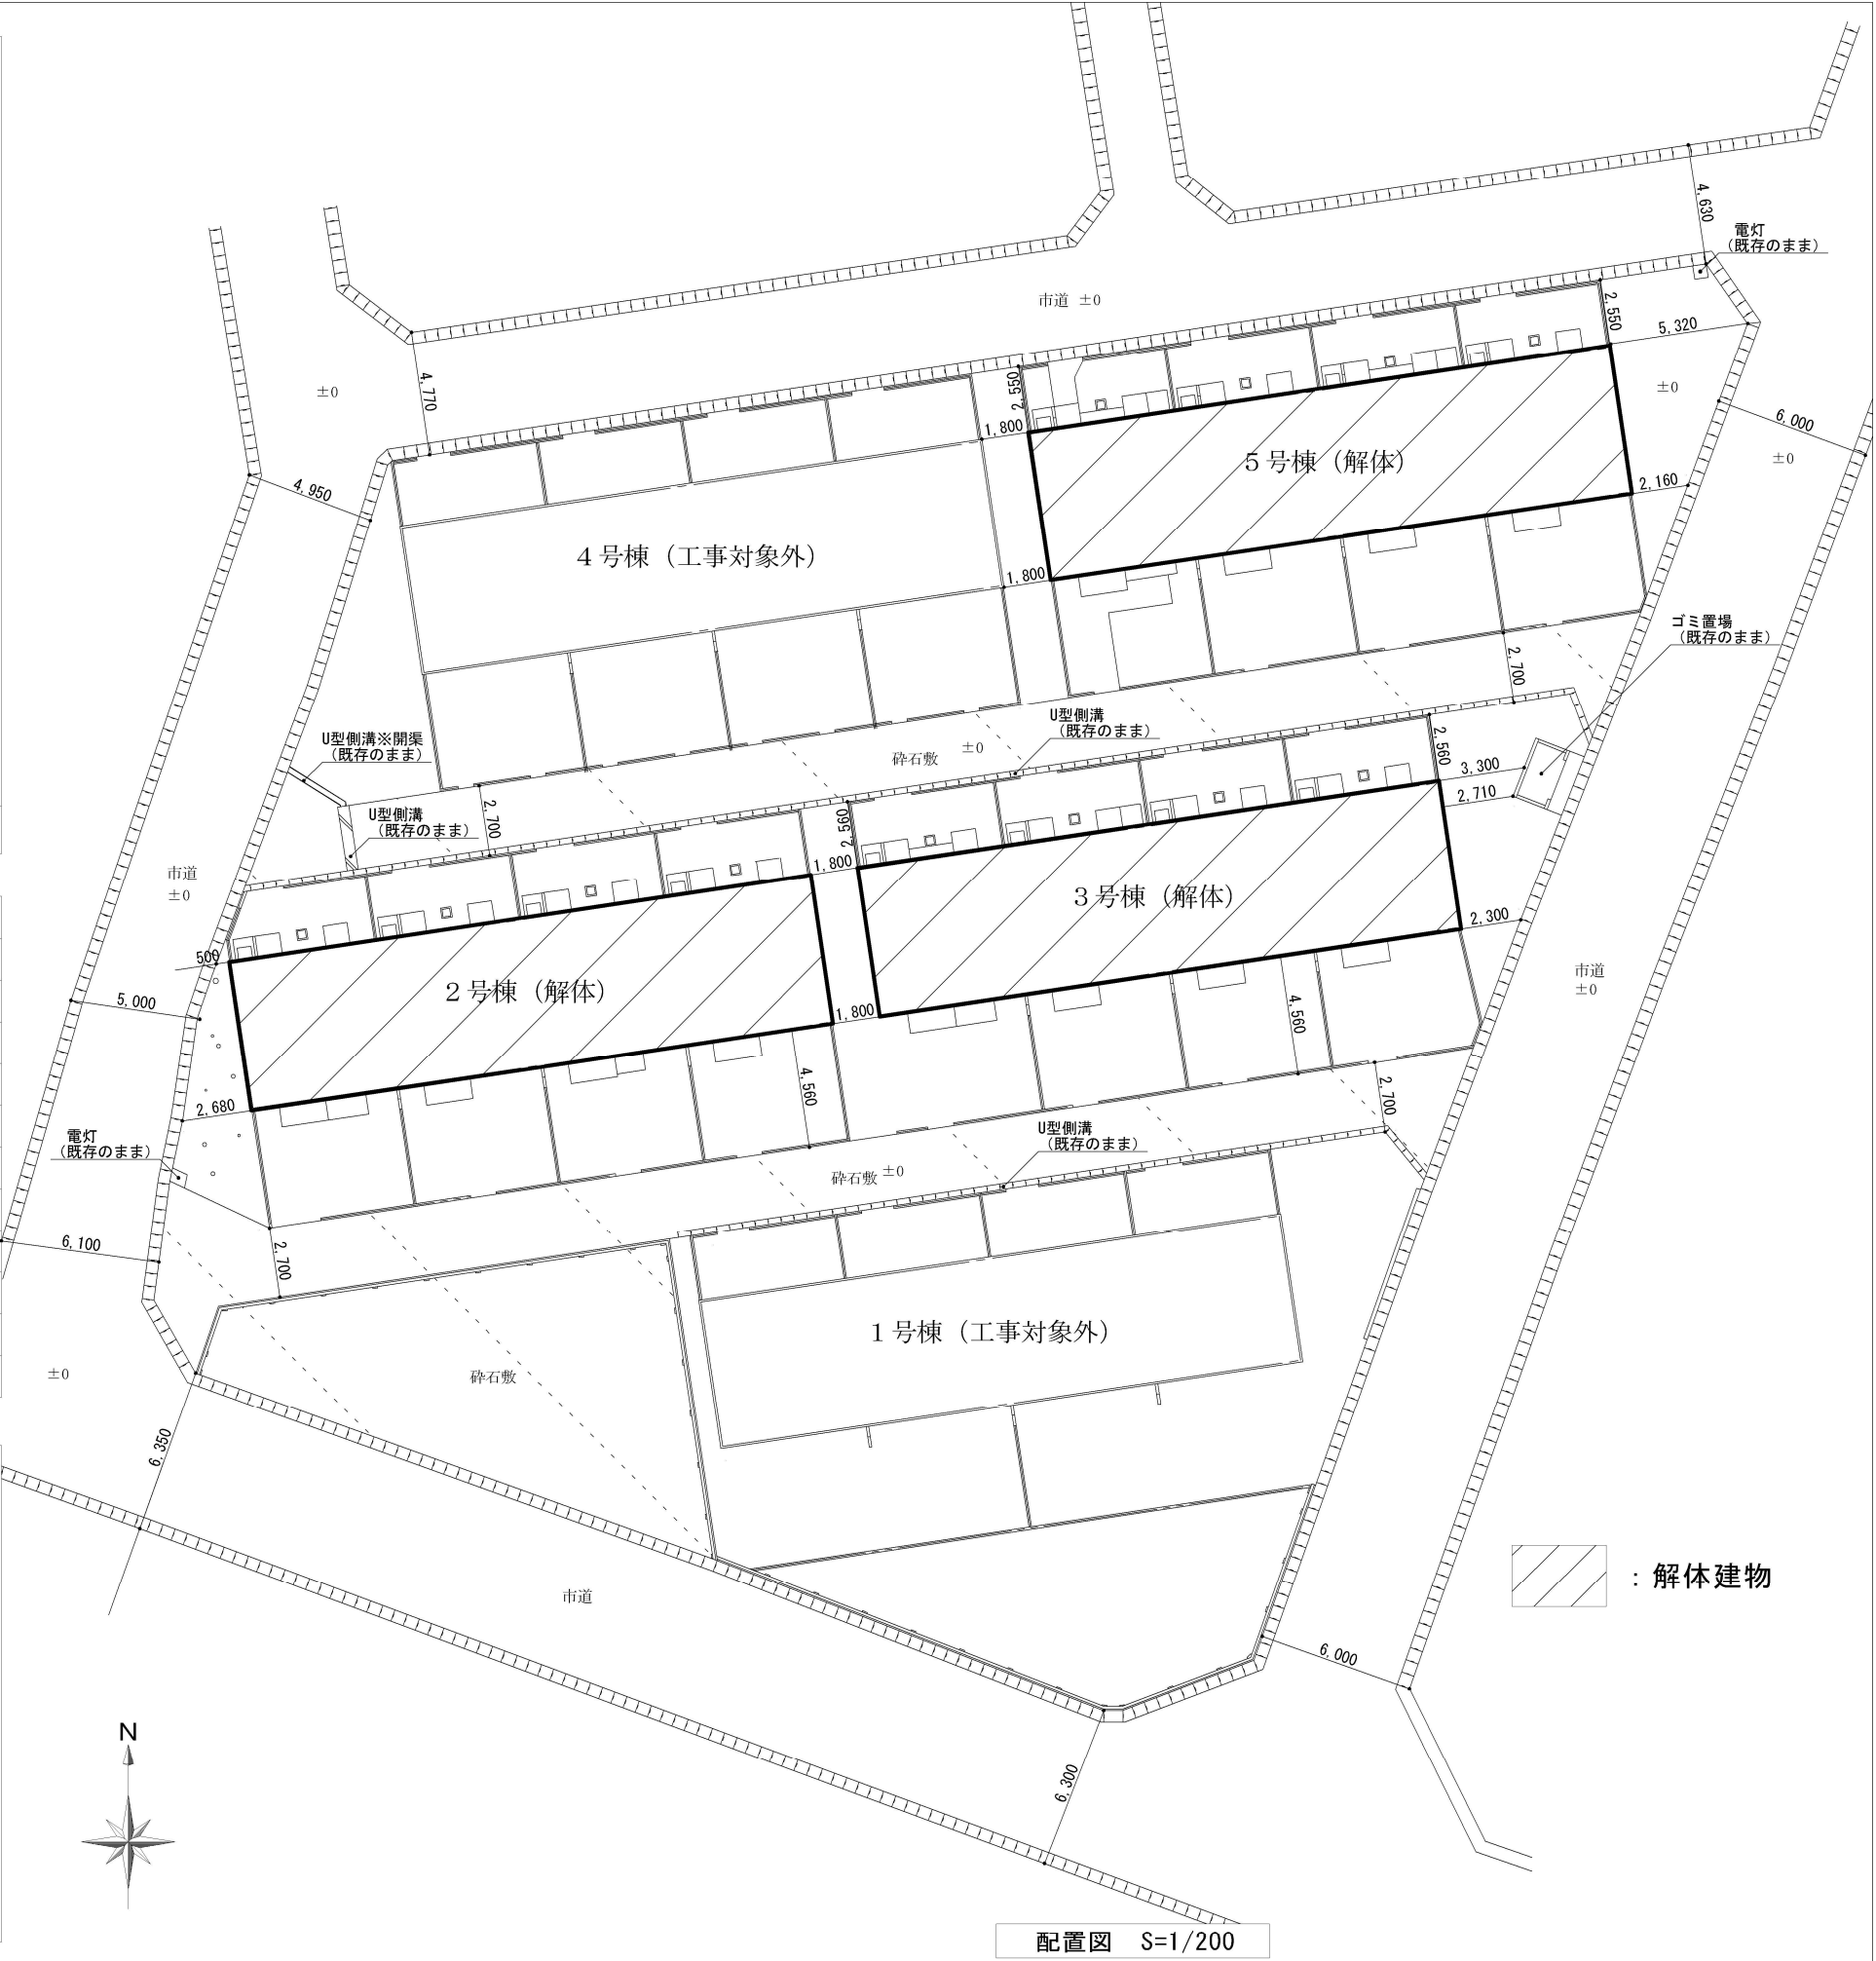 4,630
電灯
（既存のまま）
市道 ±0
2,550
5,320
±0
4,770
2,550
±0
6,000
1,800
5号棟（解体）
±0
4,950
2,160
4号棟（工事対象外）
1,800
ゴミ置場
（既存のまま）
2,700
U型側溝
（既存のまま）
U型側溝※開渠
（既存のまま）
±0
砕石敷
2,560
3,300
2,710
2,700
U型側溝
（既存のまま）
2,560
1,800
市道
±0
3号棟（解体）
2,300
500
2号棟（解体）
市道
±0
5,000
1,800
4,560
4,560
2,700
2,680
電灯
（既存のまま）
U型側溝
（既存のまま）
砕石敷 ±0
6,100
2,700
1号棟（工事対象外）
±0
砕石敷
6,350
：解体建物
市道
6,000
N
6,300
配置図 S=1/200